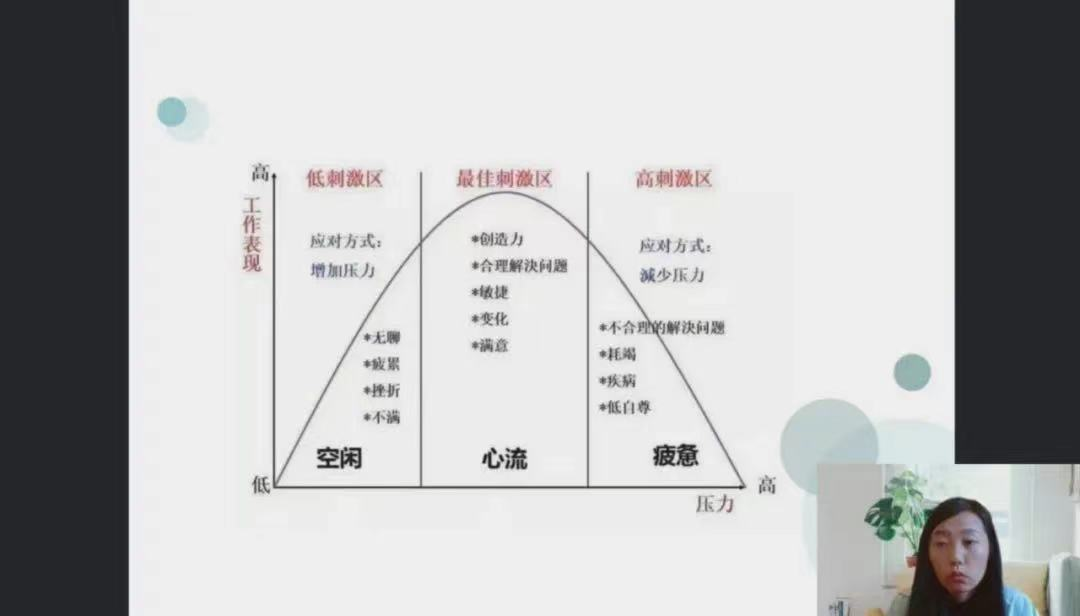 高
工作表现
低刺激区
最佳刺激区
高刺激区
应对方式：
增加压力
*创造力
*合理解决问题
*敏捷
*变化
*满意
应对方式：
减少压力
*无聊
*疲累
*挫折
*不满
*不合理的解决问题
*耗竭
*疾病
*低自尊
空闲
心流
疲惫
低
高
压力